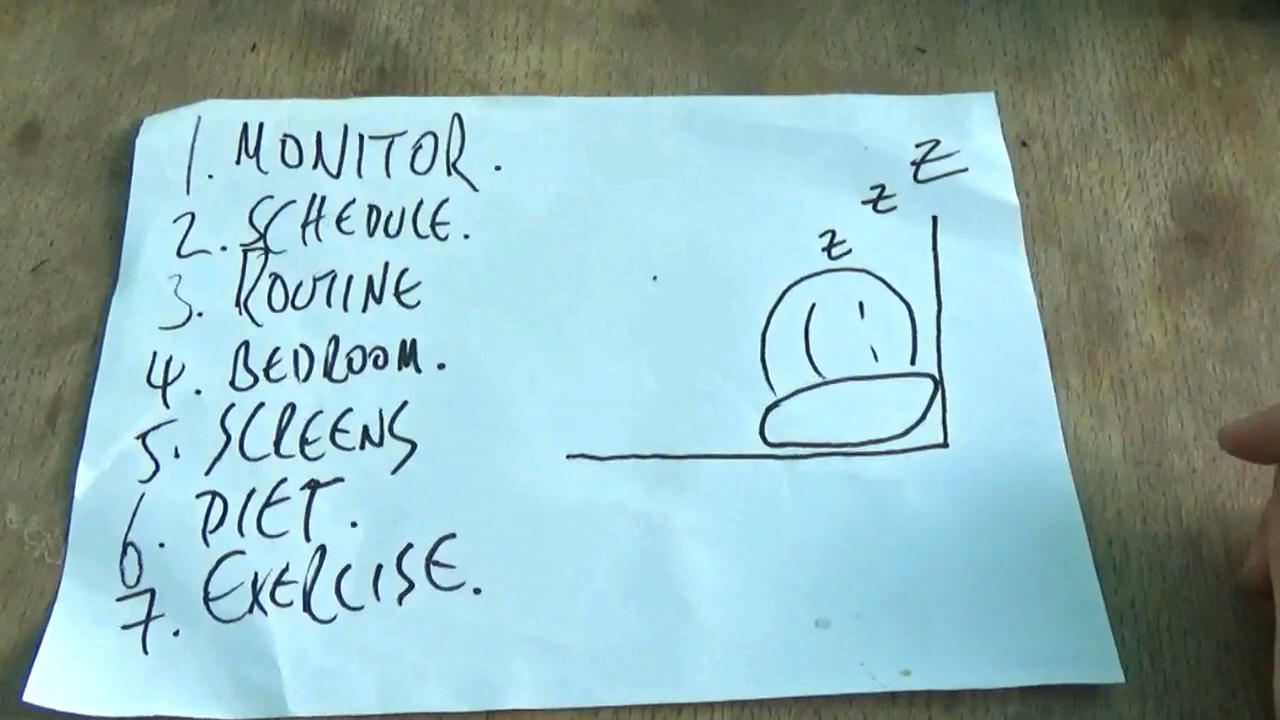 1. MONITOR.
2. SCHEDULE.
3. ROUTINE
4. BEDROOM.
5. SCREENS
6. DIET.
7. EXERCISE.
Z
z
z